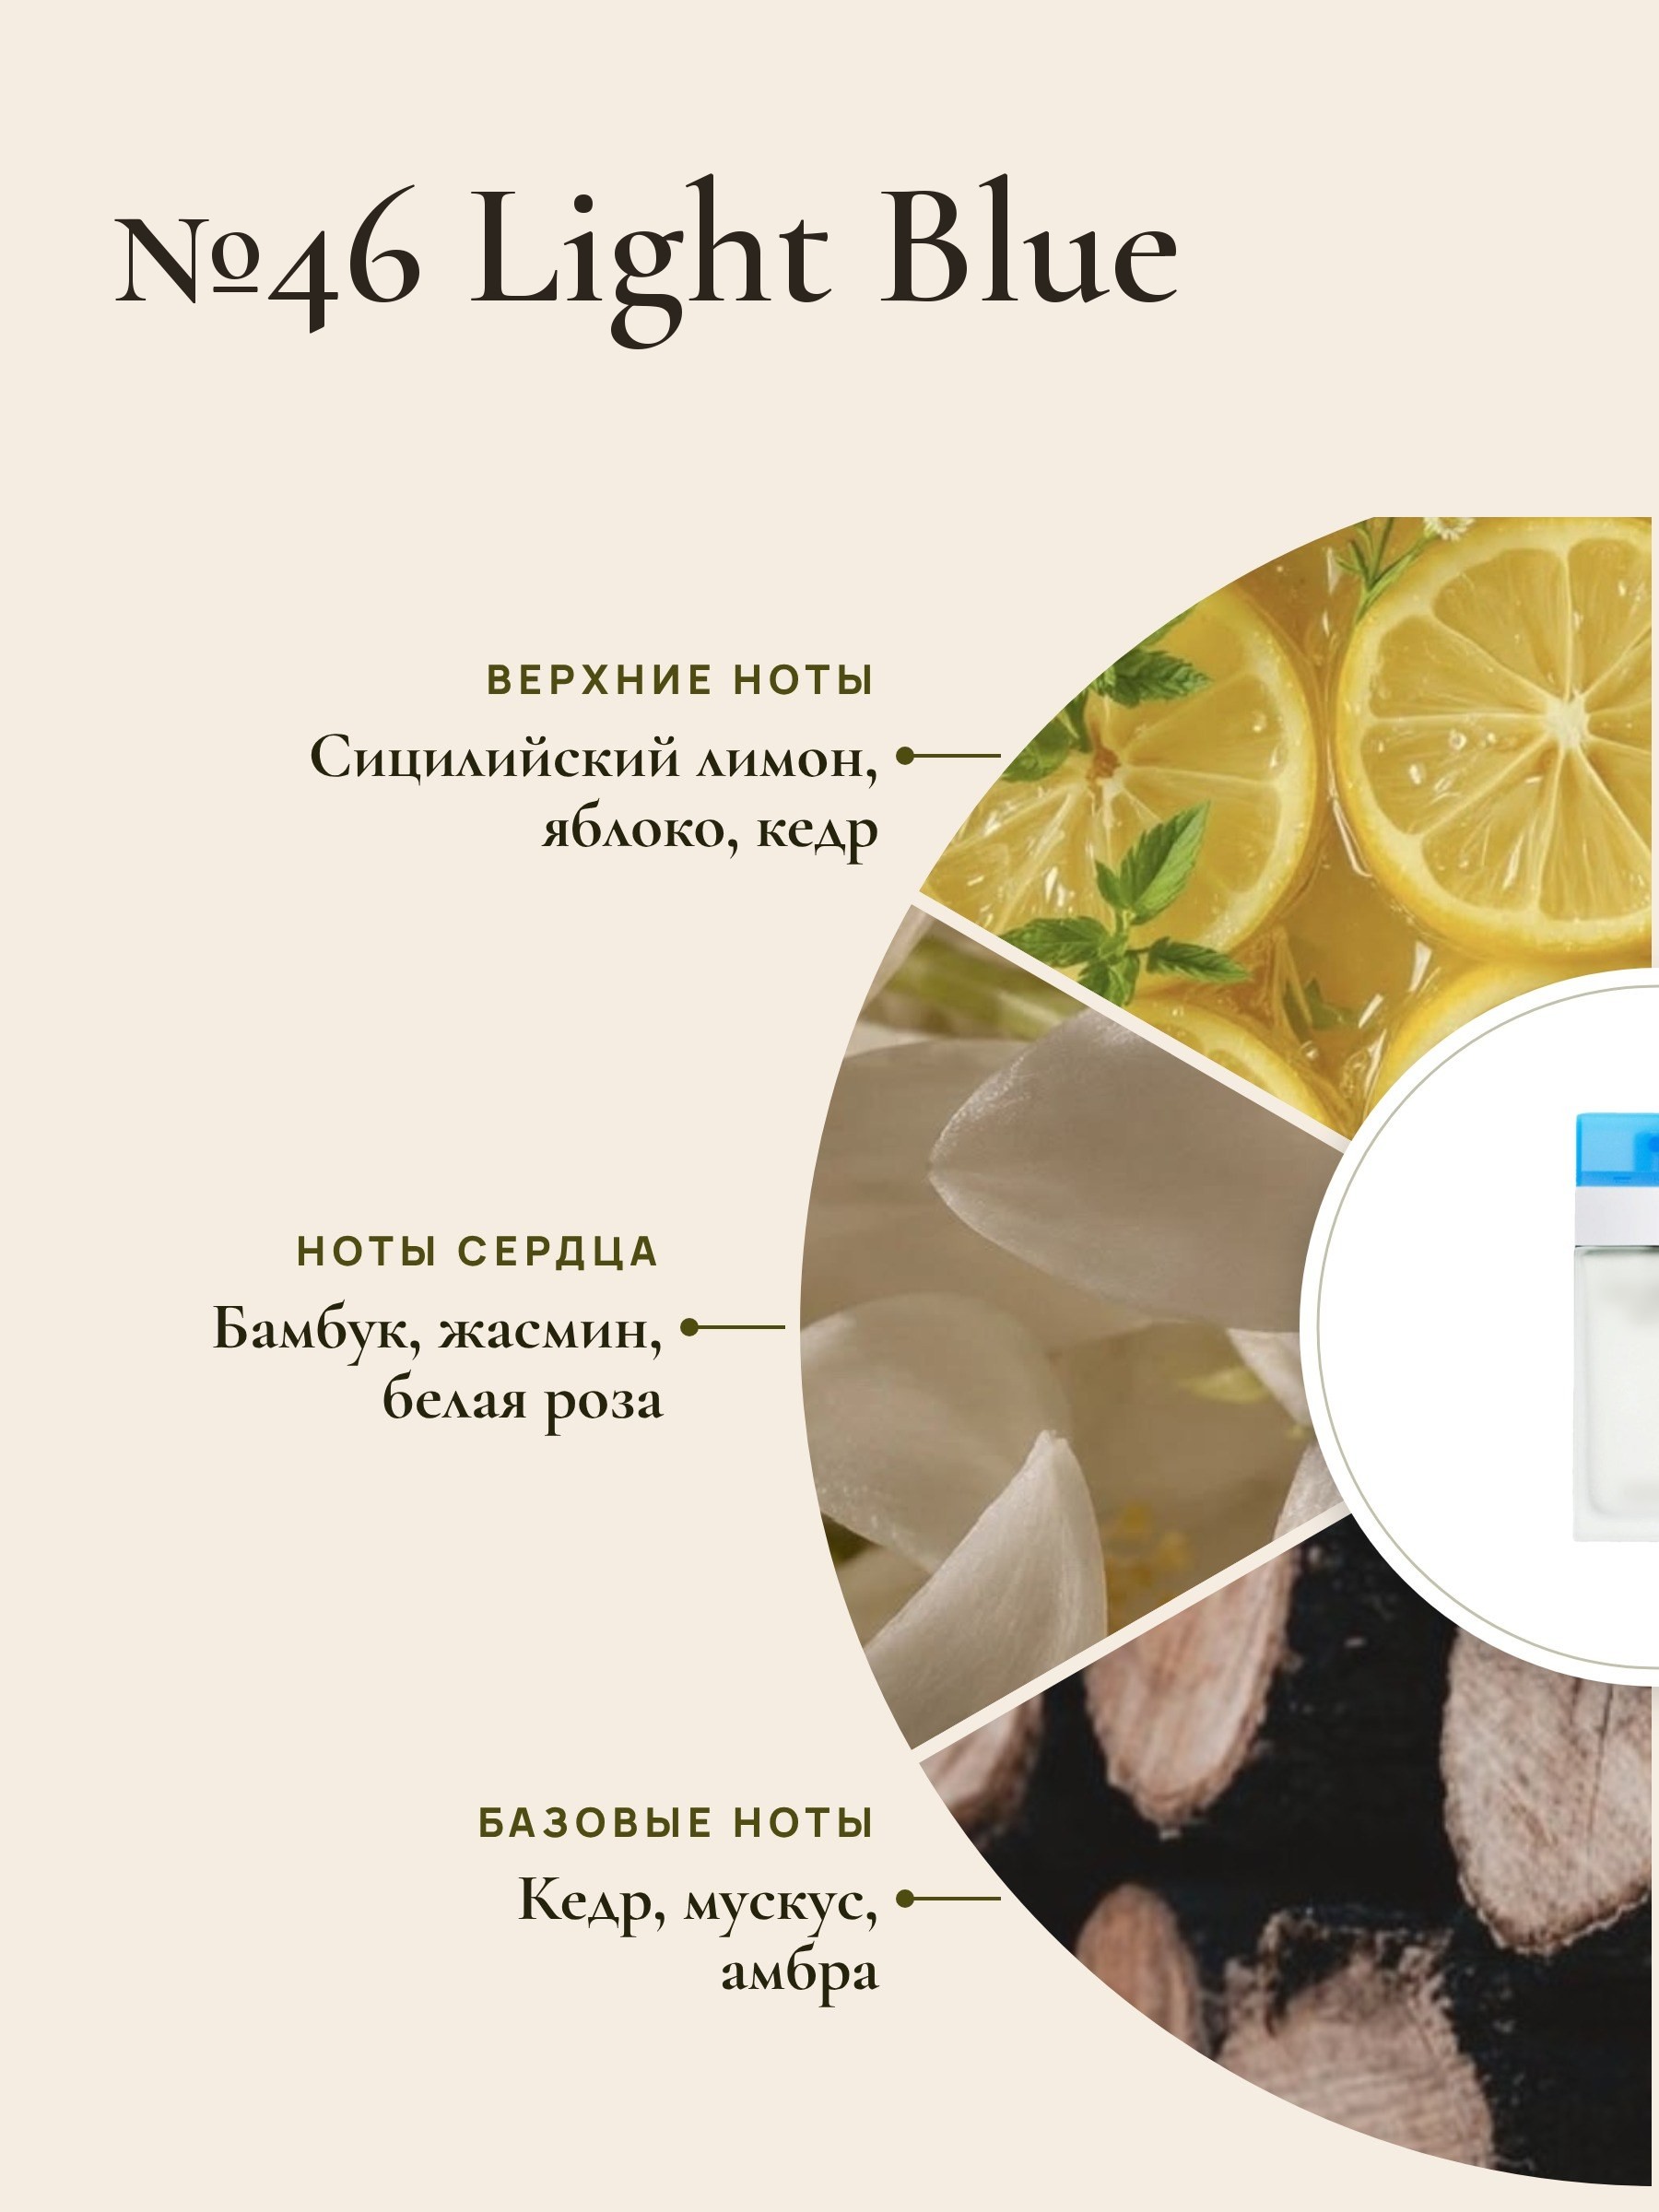 №46 Light Blue
ВЕРХНИЕ НОТЫ
Сицилийский лимон,
яблоко, кедр
НОТЫ СЕРДЦА
Бамбук, жасмин,
белая роза
БАЗОВЫЕ НОТЫ
Кедр, мускус,
амбра